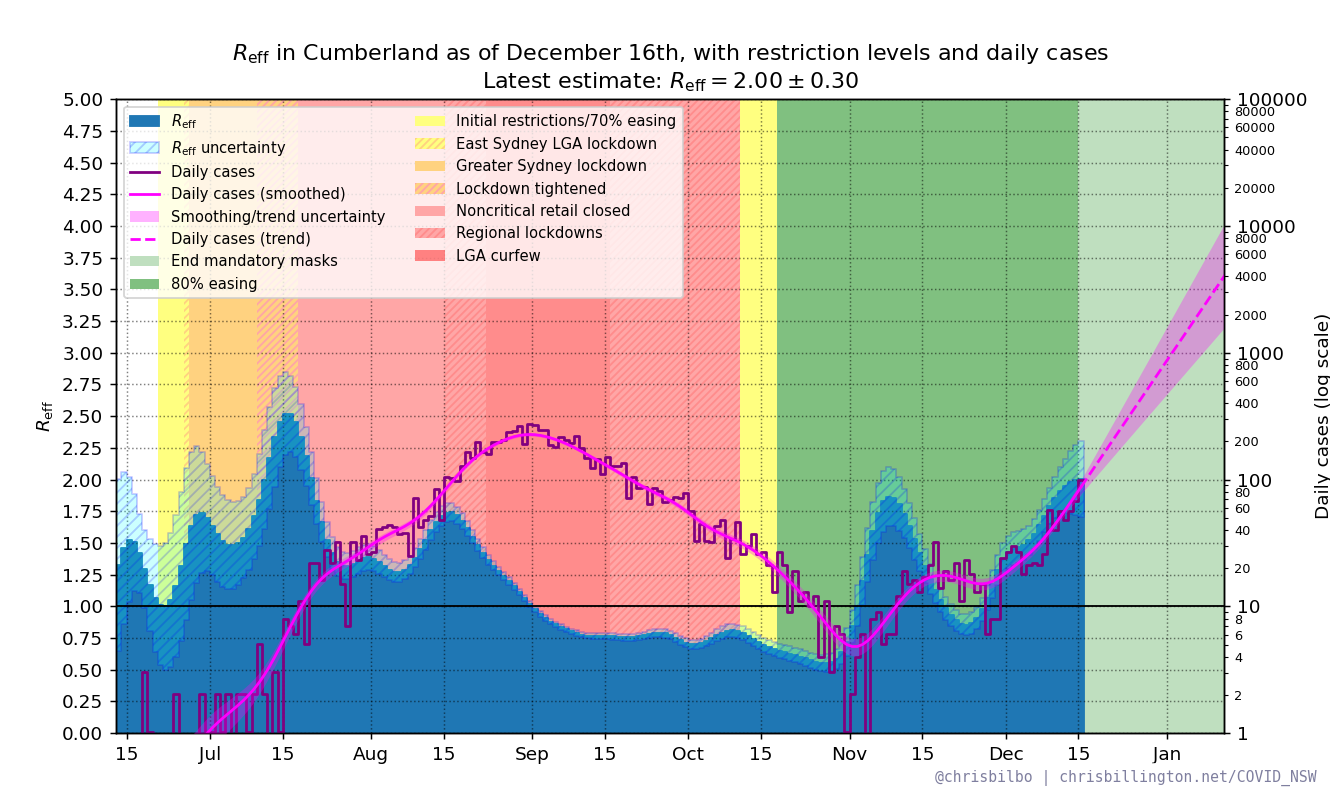 Reff in Cumberland as of December 16th, with restriction levels and daily cases
Latest estimate: Reff = 2.00 ± 0.30
Reff
Reff uncertainty
Daily cases
Daily cases (smoothed)
Smoothing/trend uncertainty
Daily cases (trend)
End mandatory masks
80% easing
Initial restrictions/70% easing
East Sydney LGA lockdown
Greater Sydney lockdown
Lockdown tightened
Noncritical retail closed
Regional lockdowns
LGA curfew
Reff
5.00
4.75
4.50
4.25
4.00
3.75
3.50
3.25
3.00
2.75
2.50
2.25
2.00
1.75
1.50
1.25
1.00
0.75
0.50
0.25
0.00
100000
80000
60000
40000
20000
10000
8000
6000
4000
2000
1000
800
600
400
200
100
80
60
40
20
10
8
6
4
2
1
Daily cases (log scale)
15 Jul 15 Aug 15 Sep 15 Oct 15 Nov 15 Dec 15 Jan
@chrisbilbo | chrisbillington.net/COVID_NSW